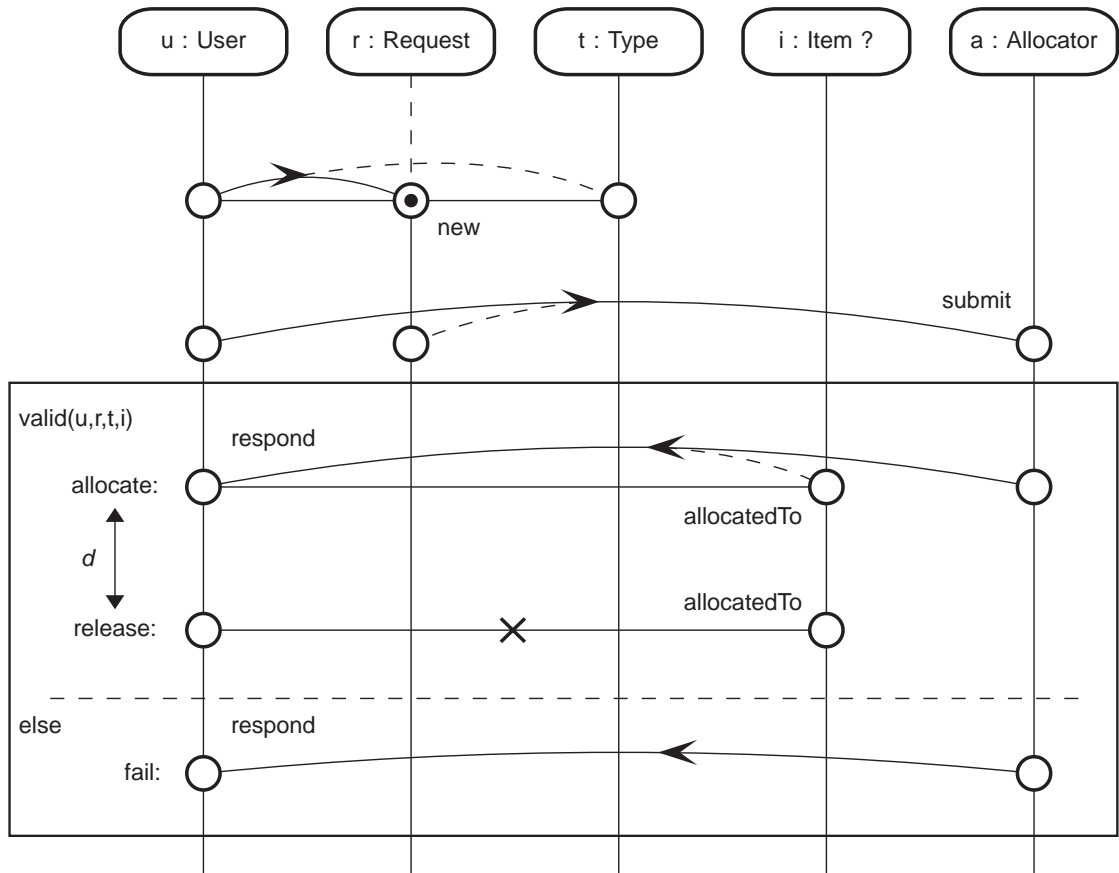 u : User
r : Request
t : Type
i : Item ?
a : Allocator
new
submit
valid(u,r,t,i)
respond
allocate:
allocatedTo
d
allocatedTo
release:
else
respond
fail: